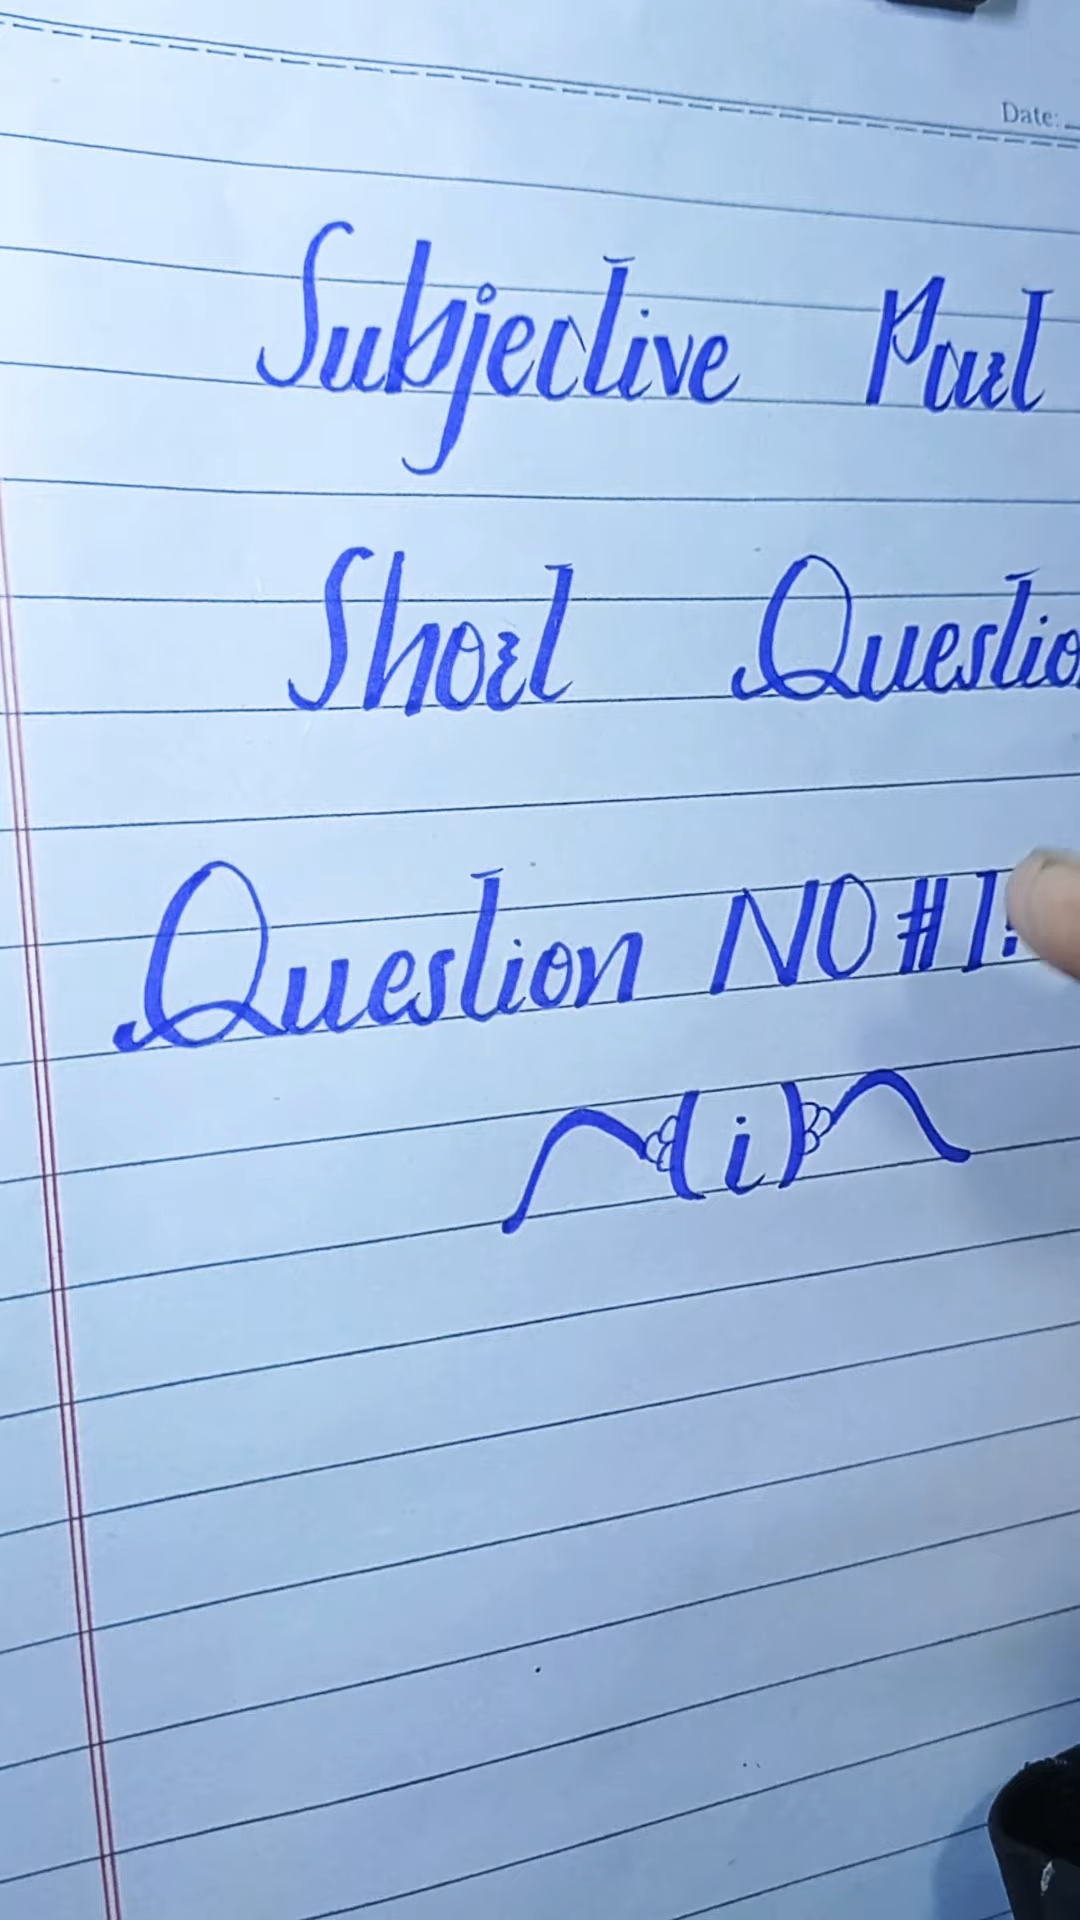 Date:
Subjective Part
Short Questio
Question NO # 1:
(i)